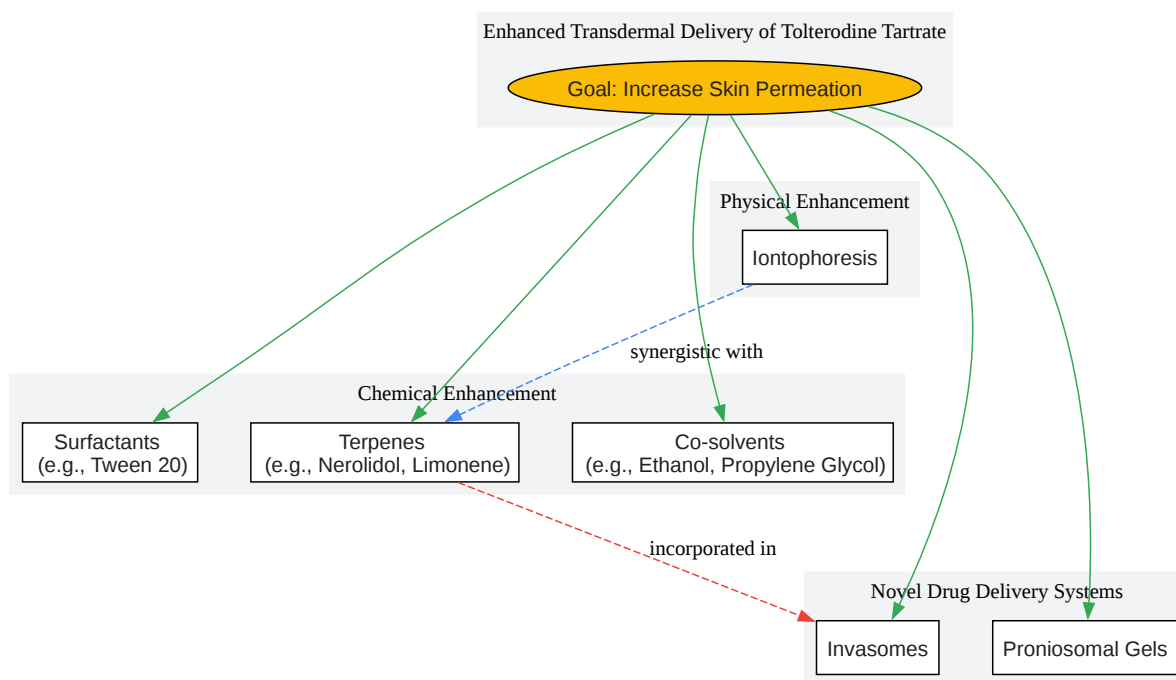 Enhanced Transdermal Delivery of Tolterodine Tartrate
Goal: Increase Skin Permeation
Physical Enhancement
Iontophoresis
synergistic with
Chemical Enhancement
Surfactants
(e.g., Tween 20)
Terpenes
(e.g., Nerolidol, Limonene)
Co-solvents
(e.g., Ethanol, Propylene Glycol)
incorporated in
Novel Drug Delivery Systems
Invasomes
Proniosomal Gels